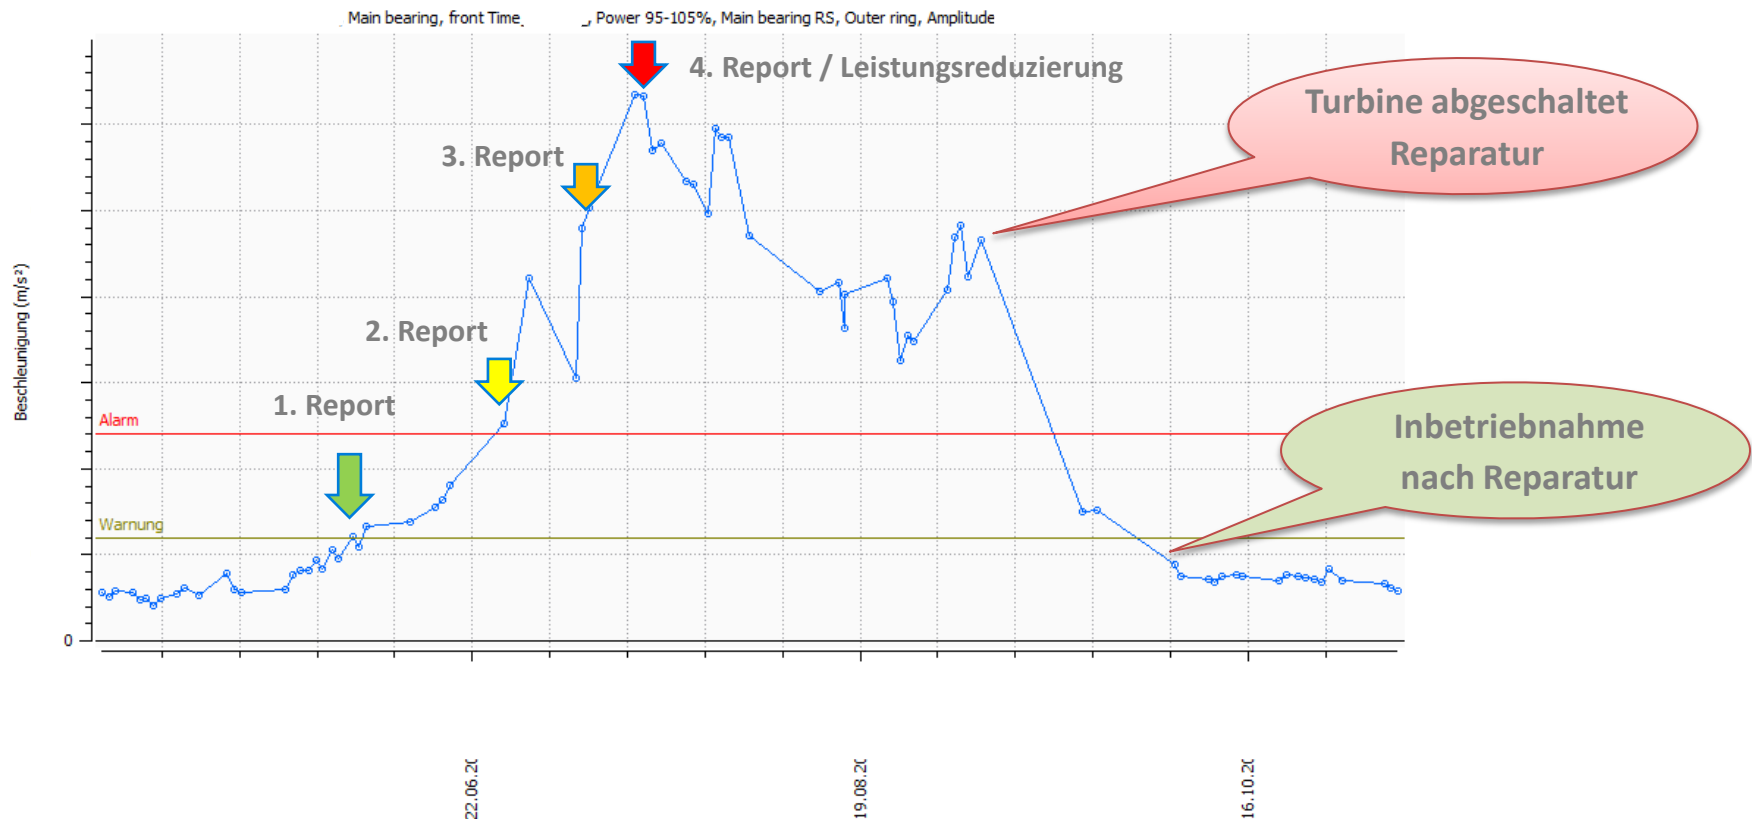 Main bearing, front Time, Power 95-105%, Main bearing RS, Outer ring, Amplitude
4. Report / Leistungsreduzierung
Turbine abgeschaltet
Reparatur
3. Report
2. Report
1. Report
Beschleunigung (m/s²)
Alarm
Warnung
Inbetriebnahme
nach Reparatur
0
22.06.20
19.08.20
16.10.20